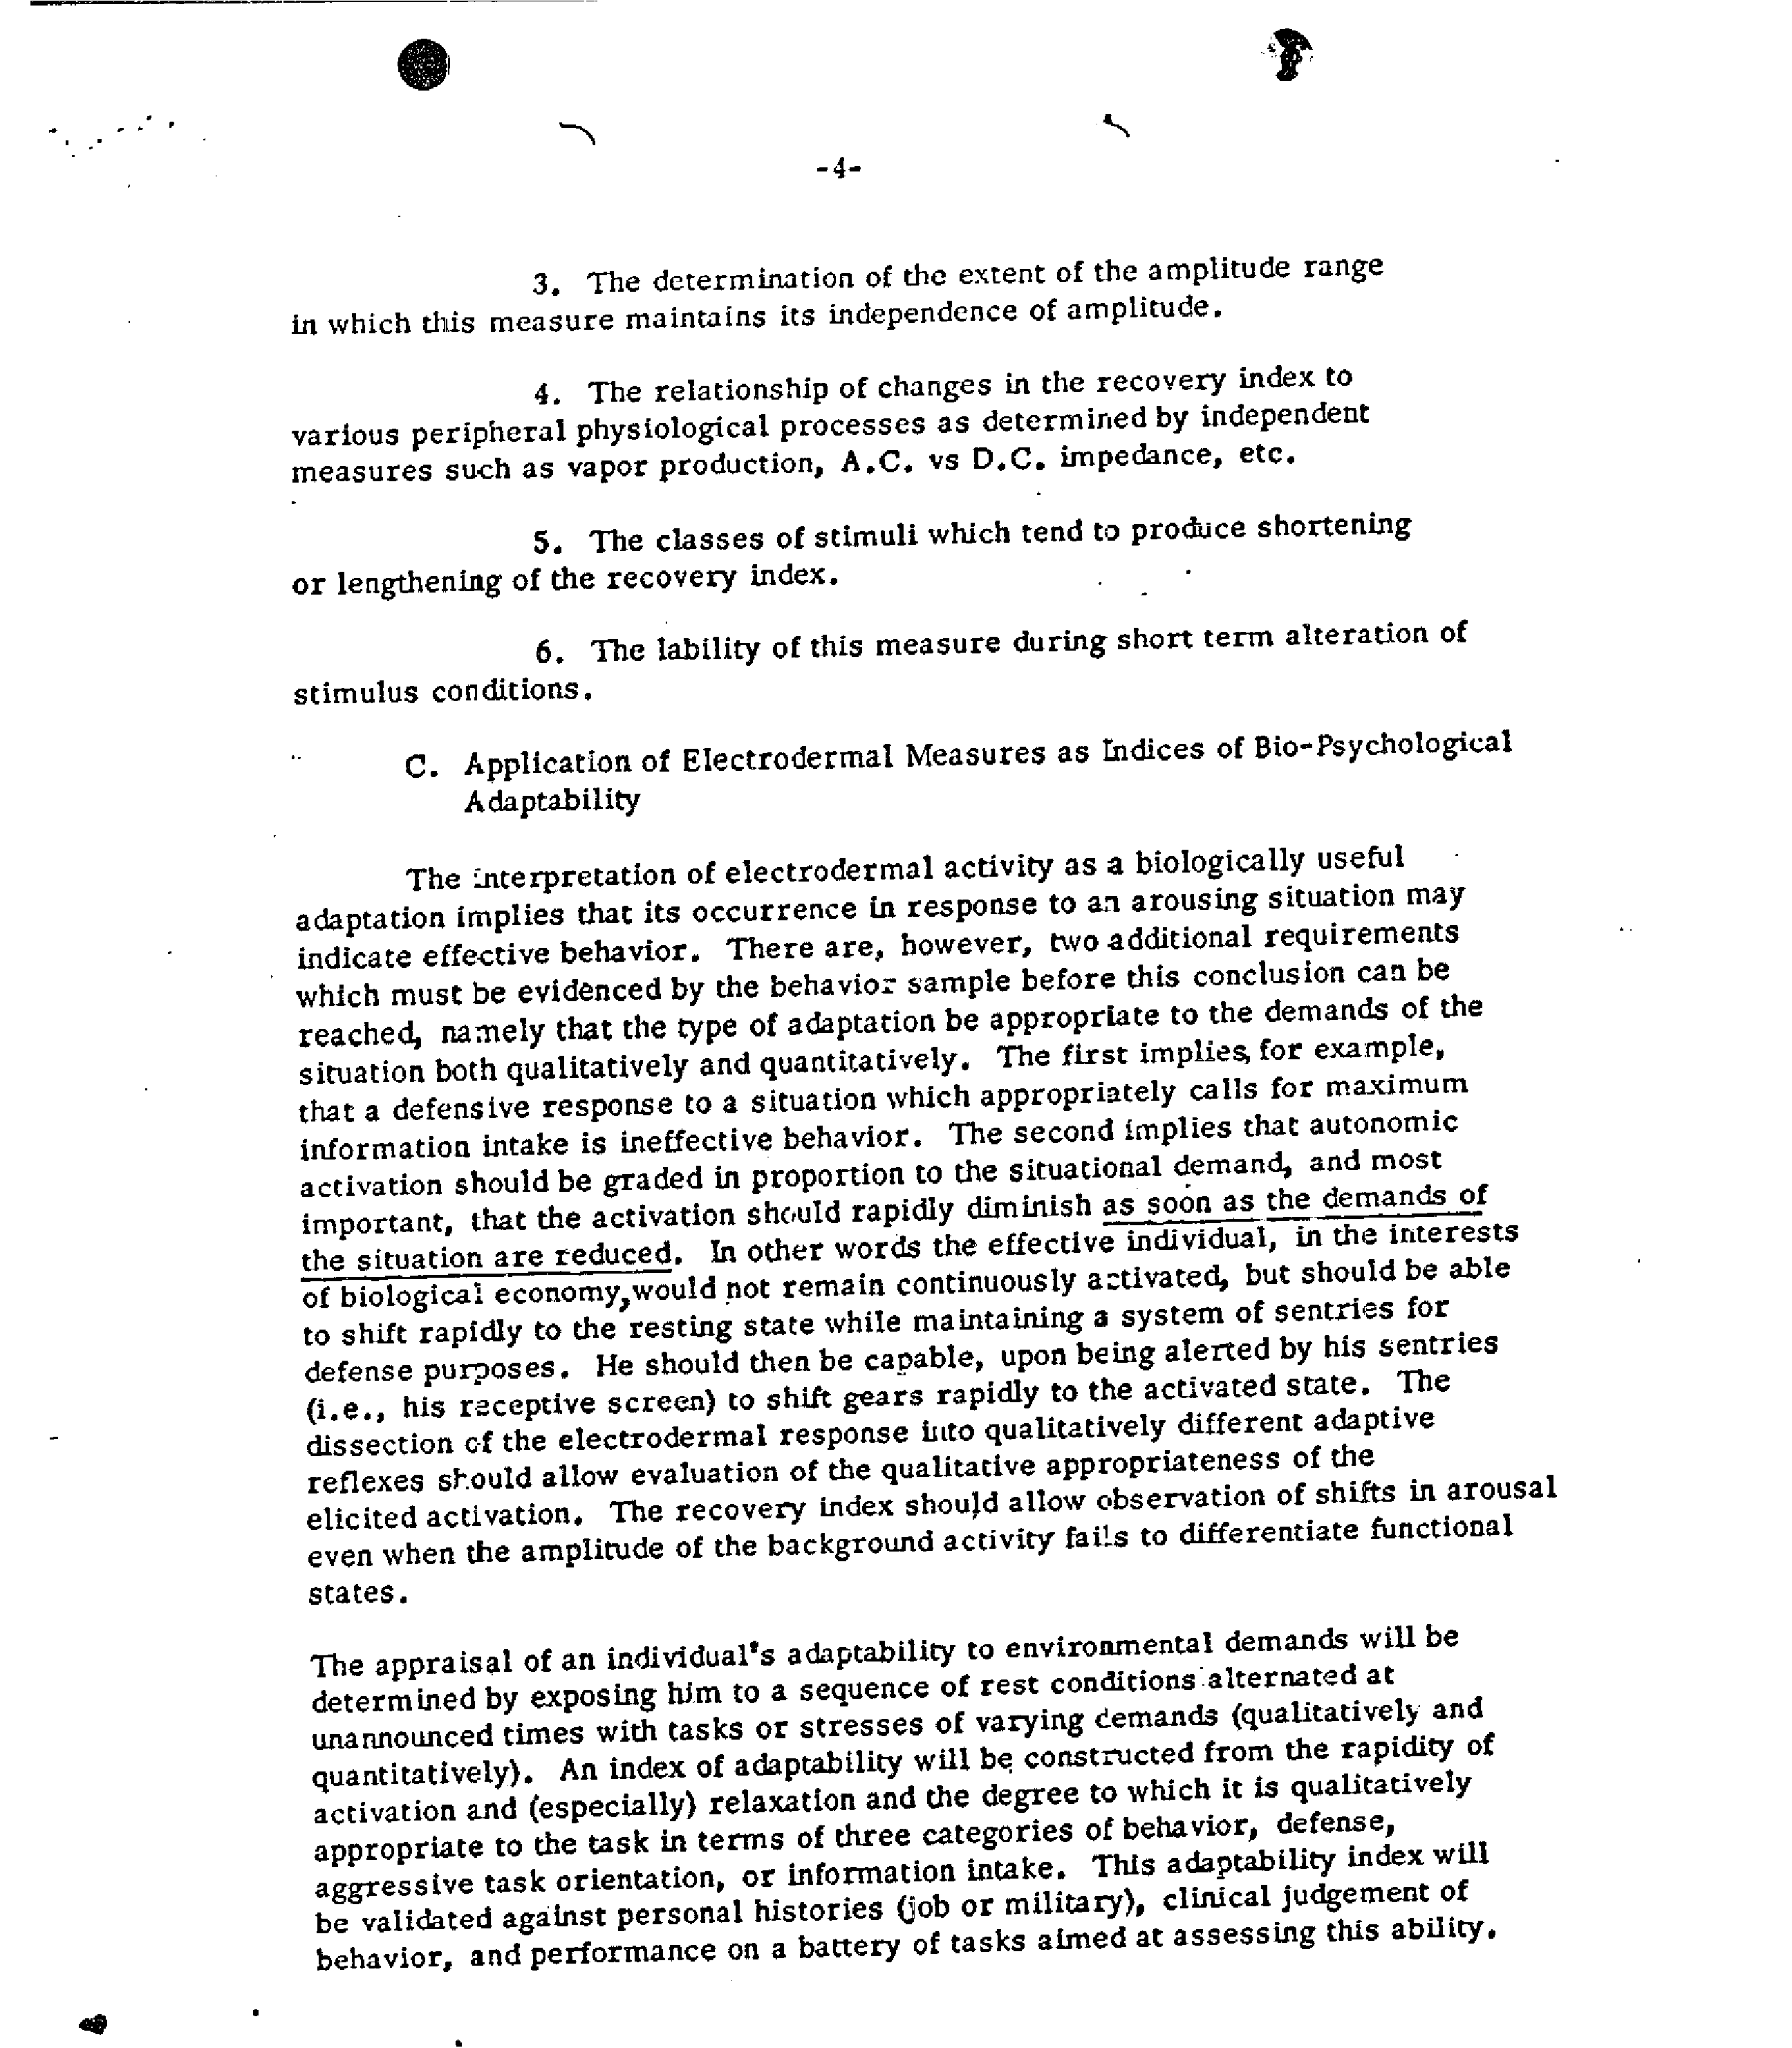 -4-
3. The determination of the extent of the amplitude range
in which this measure maintains its independence of amplitude.
4. The relationship of changes in the recovery index to
various peripheral physiological processes as determined by independent
measures such as vapor production, A.C. vs D.C. impedance, etc.
5. The classes of stimuli which tend to produce shortening
or lengthening of the recovery index.
6. The lability of this measure during short term alteration of
stimulus conditions.
C. Application of Electrodermal Measures as Indices of Bio-Psychological
Adaptability
The interpretation of electrodermal activity as a biologically useful
adaptation implies that its occurrence in response to an arousing situation may
indicate effective behavior. There are, however, two additional requirements
which must be evidenced by the behavior sample before this conclusion can be
reached, namely that the type of adaptation be appropriate to the demands of the
situation both qualitatively and quantitatively. The first implies, for example,
that a defensive response to a situation which appropriately calls for maximum
information intake is ineffective behavior. The second implies that autonomic
activation should be graded in proportion to the situational demand, and most
important, that the activation should rapidly diminish as soon as the demands of
the situation are reduced. In other words the effective individual, in the interests
of biological economy, would not remain continuously activated, but should be able
to shift rapidly to the resting state while maintaining a system of sentries for
defense purposes. He should then be capable, upon being alerted by his sentries
(i.e., his receptive screen) to shift gears rapidly to the activated state. The
dissection of the electrodermal response into qualitatively different adaptive
reflexes should allow evaluation of the qualitative appropriateness of the
elicited activation. The recovery index should allow observation of shifts in arousal
even when the amplitude of the background activity fails to differentiate functional
states.
The appraisal of an individual's adaptability to environmental demands will be
determined by exposing him to a sequence of rest conditions alternated at
unannounced times with tasks or stresses of varying demands (qualitatively and
quantitatively). An index of adaptability will be constructed from the rapidity of
activation and (especially) relaxation and the degree to which it is qualitatively
appropriate to the task in terms of three categories of behavior, defense,
aggressive task orientation, or information intake. This adaptability index will
be validated against personal histories (job or military), clinical judgement of
behavior, and performance on a battery of tasks aimed at assessing this ability.